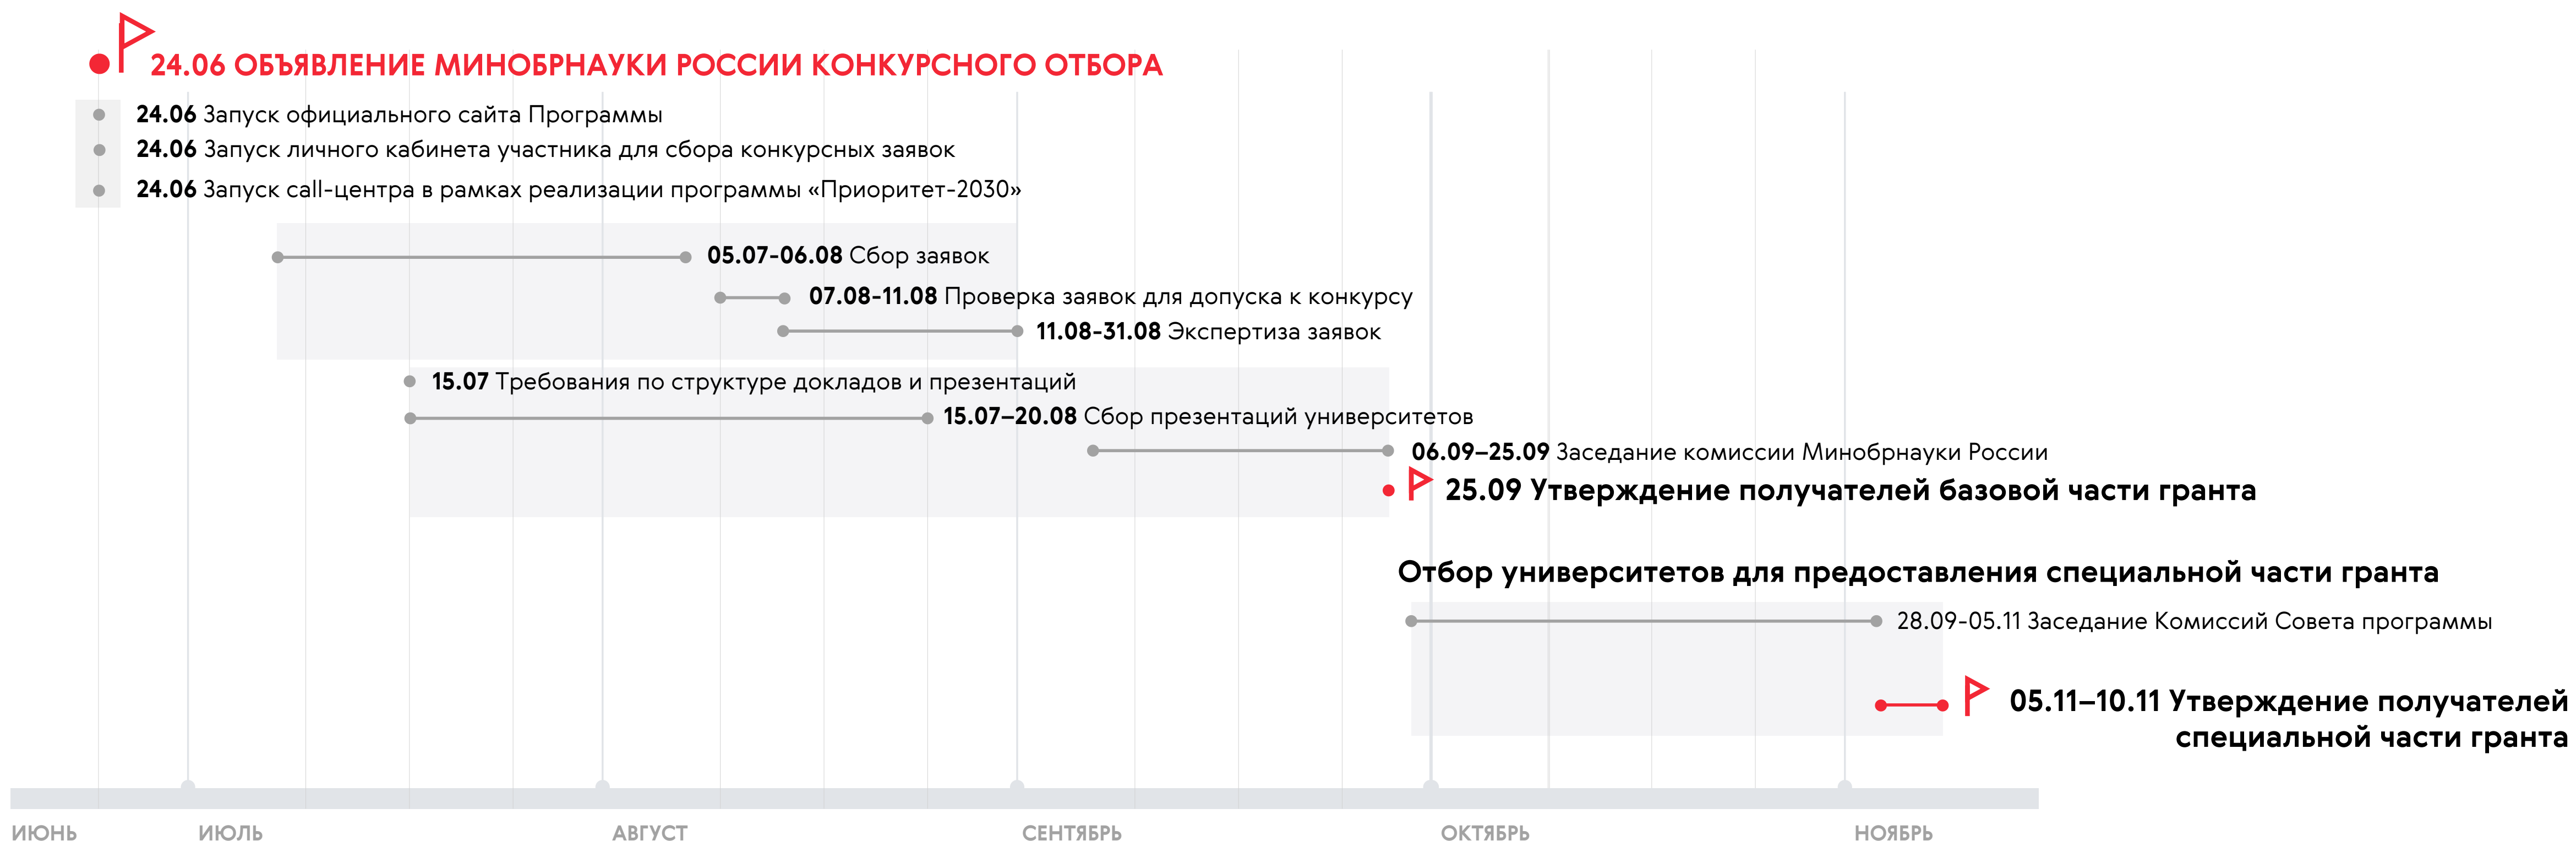 24.06 ОБЪЯВЛЕНИЕ МИНОБРНАУКИ РОССИИ КОНКУРСНОГО ОТБОРА
24.06 Запуск официального сайта Программы
24.06 Запуск личного кабинета участника для сбора конкурсных заявок
24.06 Запуск call-центра в рамках реализации программы «Приоритет-2030»
05.07-06.08 Сбор заявок
07.08-11.08 Проверка заявок для допуска к конкурсу
11.08-31.08 Экспертиза заявок
15.07 Требования по структуре докладов и презентаций
15.07–20.08 Сбор презентаций университетов
06.09–25.09 Заседание комиссии Минобрнауки России
25.09 Утверждение получателей базовой части гранта
Отбор университетов для предоставления специальной части гранта
28.09-05.11 Заседание Комиссий Совета программы
05.11–10.11 Утверждение получателей
специальной части гранта
ИЮНЬ
ИЮЛЬ
АВГУСТ
СЕНТЯБРЬ
ОКТЯБРЬ
НОЯБРЬ